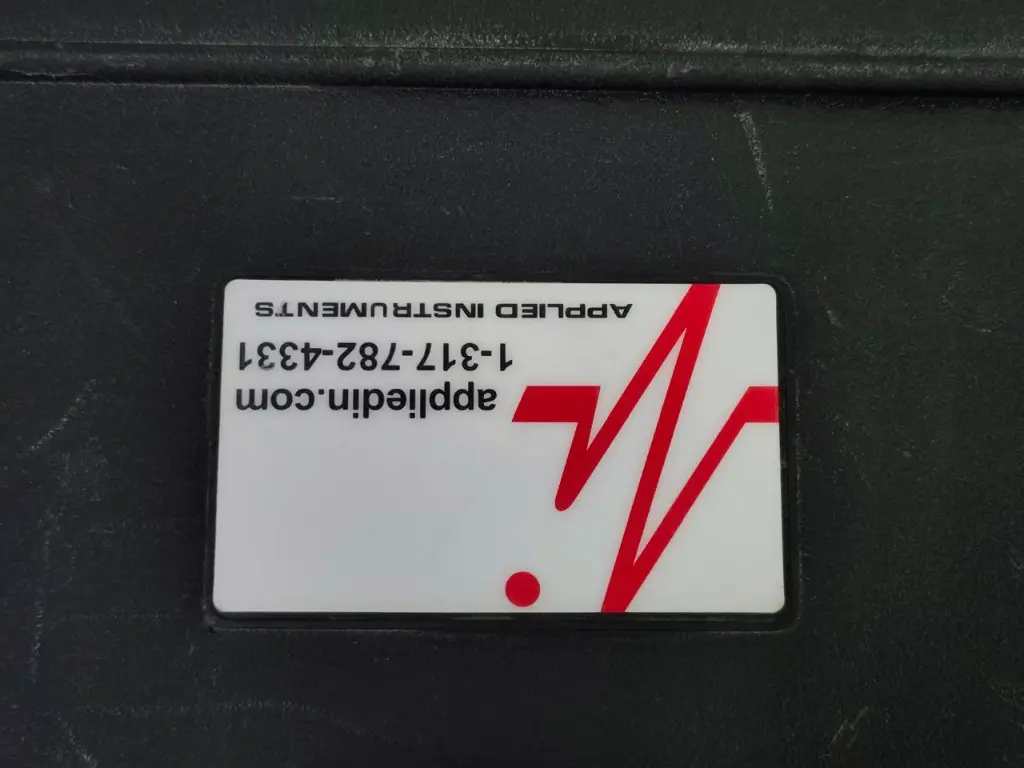 appliedin.com
1-317-782-4331
APPLIED INSTRUMENTS